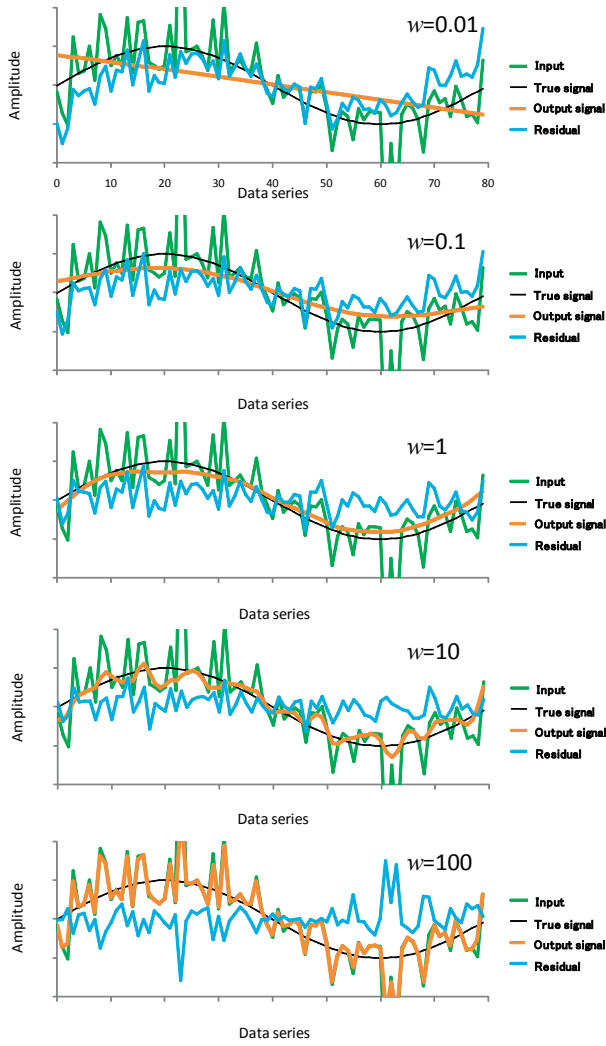 w=0.01
Amplitude
Input
True signal
Output signal
Residual
0 10 20 30 40 50 60 70 80
Data series
w=0.1
Amplitude
Input
True signal
Output signal
Residual
Data series
w=1
Amplitude
Input
True signal
Output signal
Residual
Data series
w=10
Amplitude
Input
True signal
Output signal
Residual
Data series
w=100
Amplitude
Input
True signal
Output signal
Residual
Data series